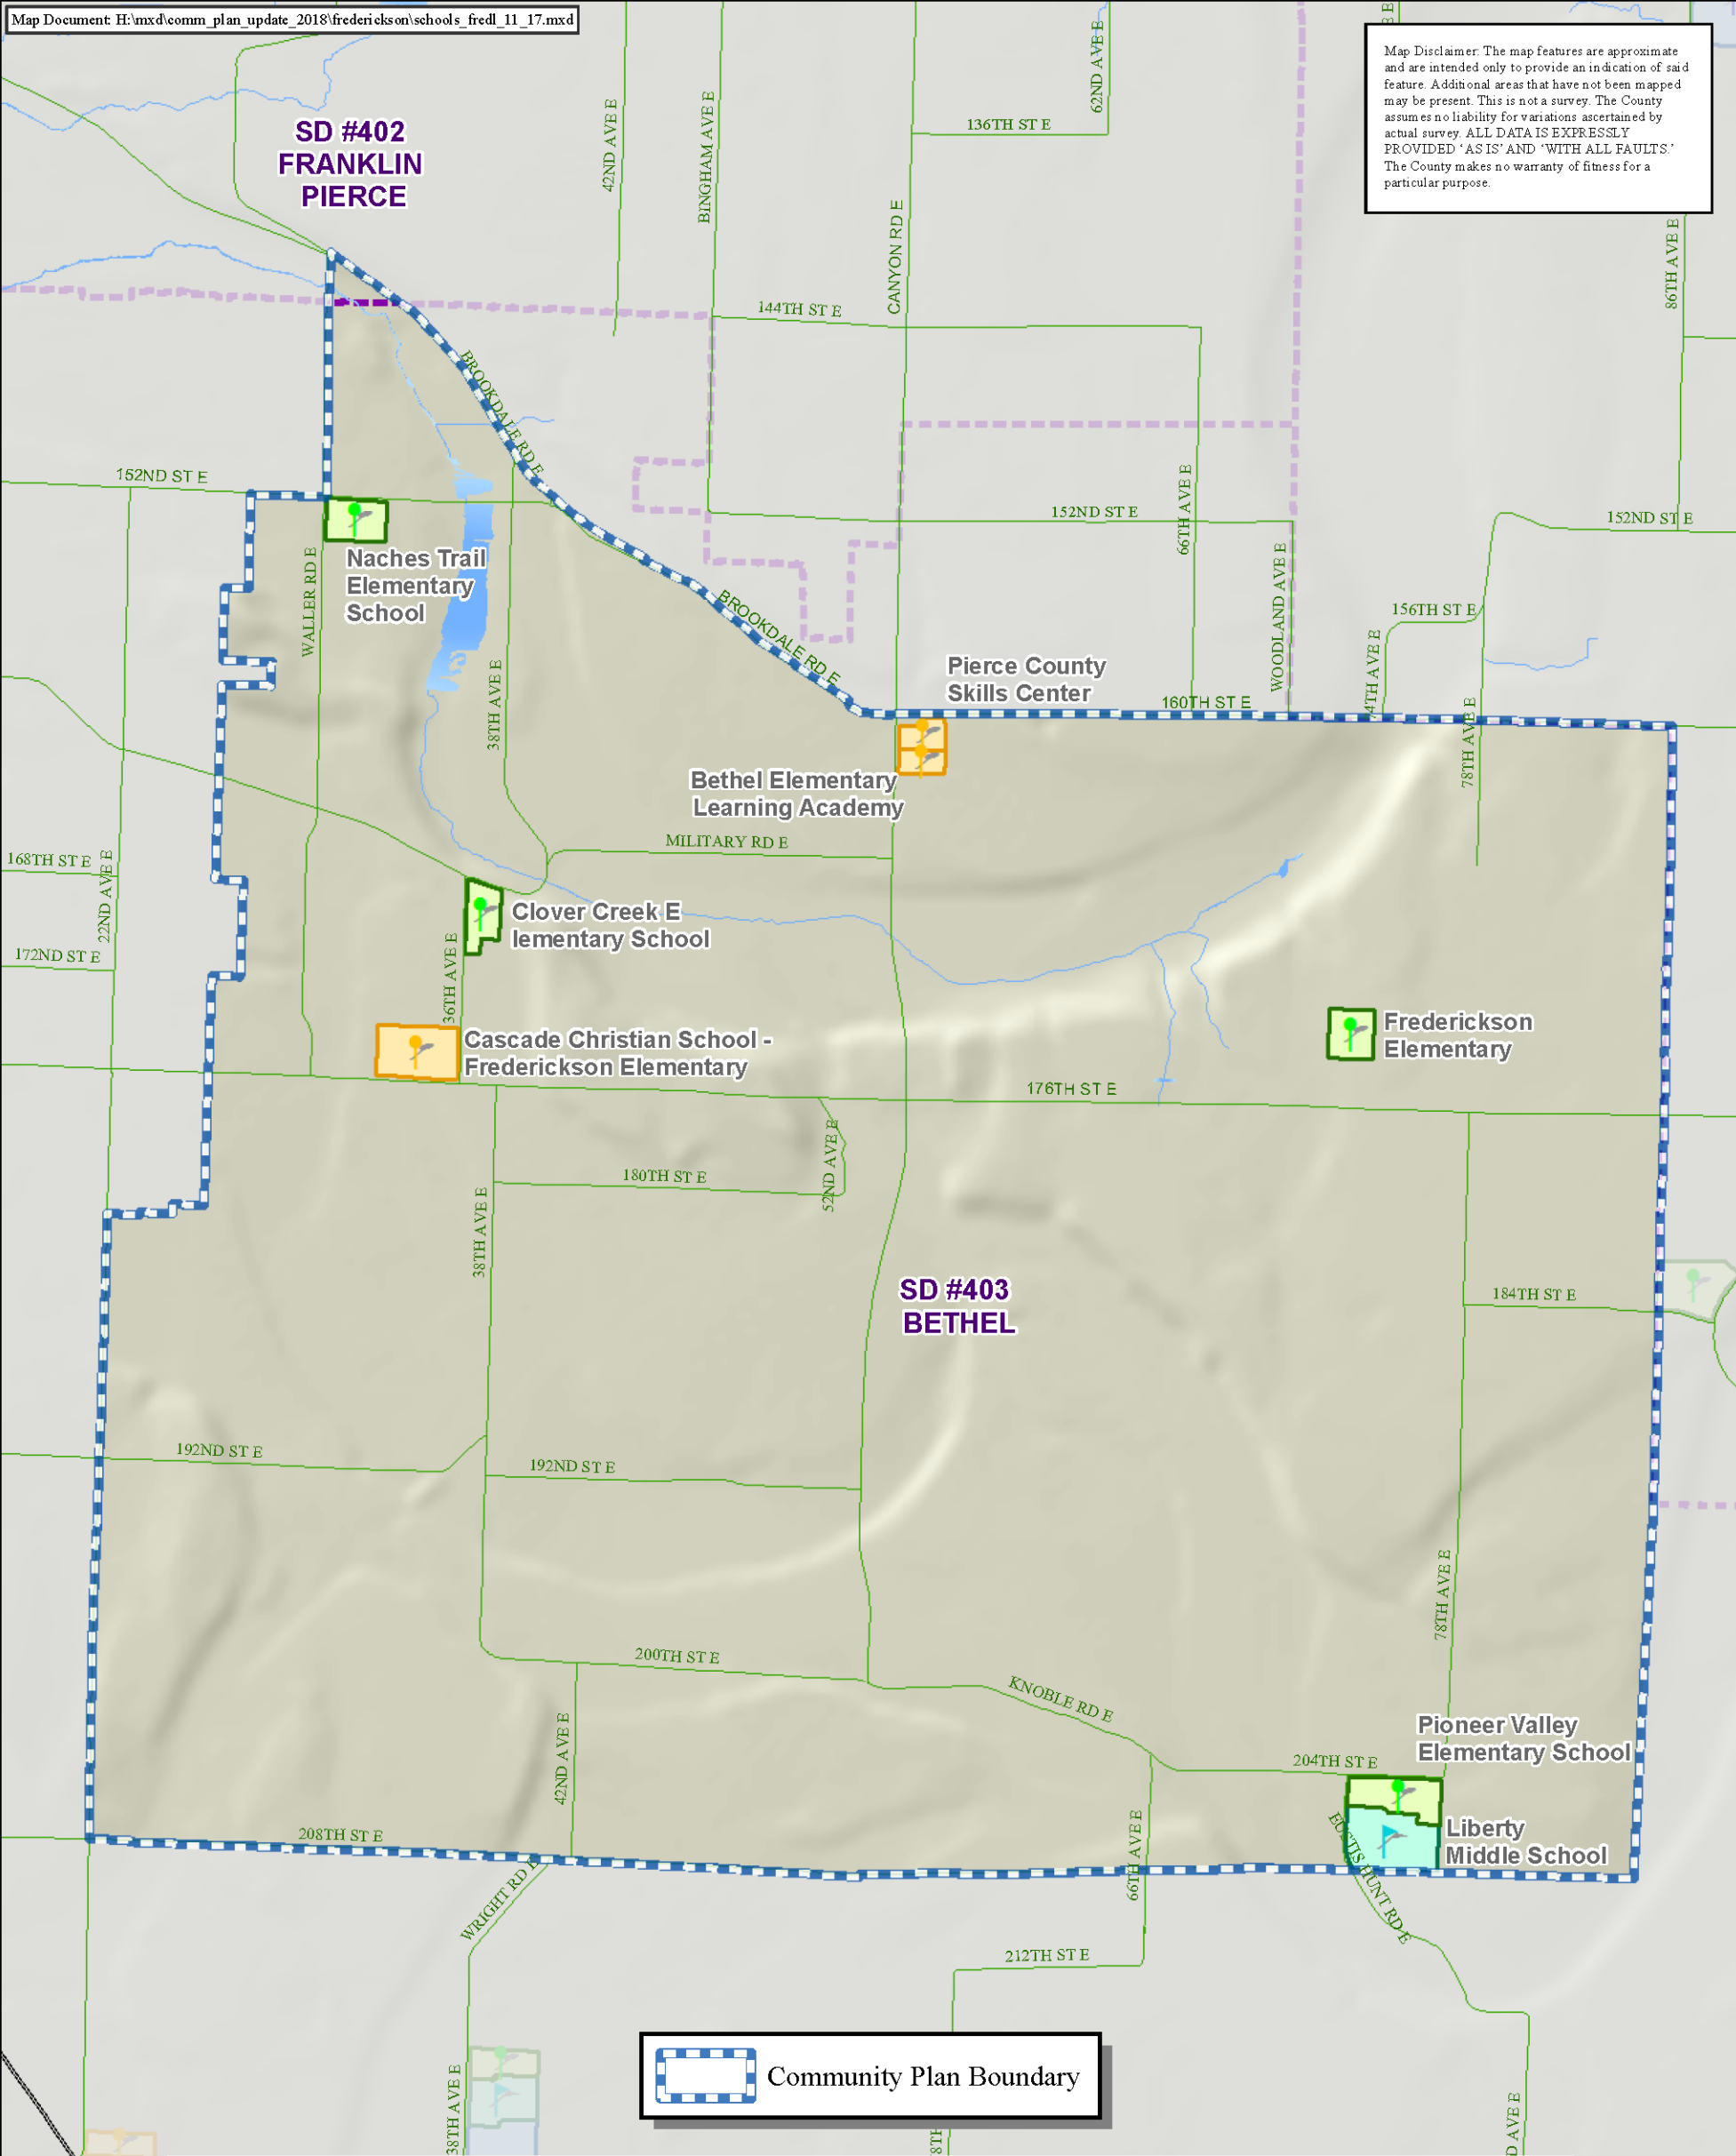 Map Document: H:\mxd\comm_plan_update_2018\frederickson\schools_fredl_11_17.mxd
Map Disclaimer: The map features are approximate
and are intended only to provide an indication of said
feature. Additional areas that have not been mapped
may be present. This is not a survey. The County
assumes no liability for variations ascertained by
actual survey. ALL DATA IS EXPRESSLY
PROVIDED ‘AS IS’ AND ‘WITH ALL FAULTS.’
The County makes no warranty of fitness for a
particular purpose.
62ND AVE E
136TH ST E
42ND AVE E
BINGHAM AVE E
SD #402
FRANKLIN
PIERCE
CANYON RD E
86TH AVE E
144TH ST E
BROOKDALE RD E
152ND ST E
66TH AVE E
152ND ST E
152ND ST E
Naches Trail
Elementary
School
WALLER RD E
WOODLAND AVE E
156TH ST E
74TH AVE E
BROOKDALE RD E
38TH AVE E
Pierce County
Skills Center
160TH ST E
78TH AVE E
Bethel Elementary
Learning Academy
MILITARY RD E
168TH ST E
22ND AVE E
Clover Creek E
lementary School
172ND ST E
36TH AVE E
Cascade Christian School -
Frederickson Elementary
Frederickson
Elementary
176TH ST E
52ND AVE E
180TH ST E
38TH AVE E
SD #403
BETHEL
184TH ST E
192ND ST E
192ND ST E
78TH AVE E
200TH ST E
KNOBLE RD E
42ND AVE E
204TH ST E
Pioneer Valley
Elementary School
208TH ST E
66TH AVE E
EUSTIS HUNT RD E
Liberty
Middle School
WRIGHT RD E
212TH ST E
38TH AVE E
Community Plan Boundary
8TH
D AVE E